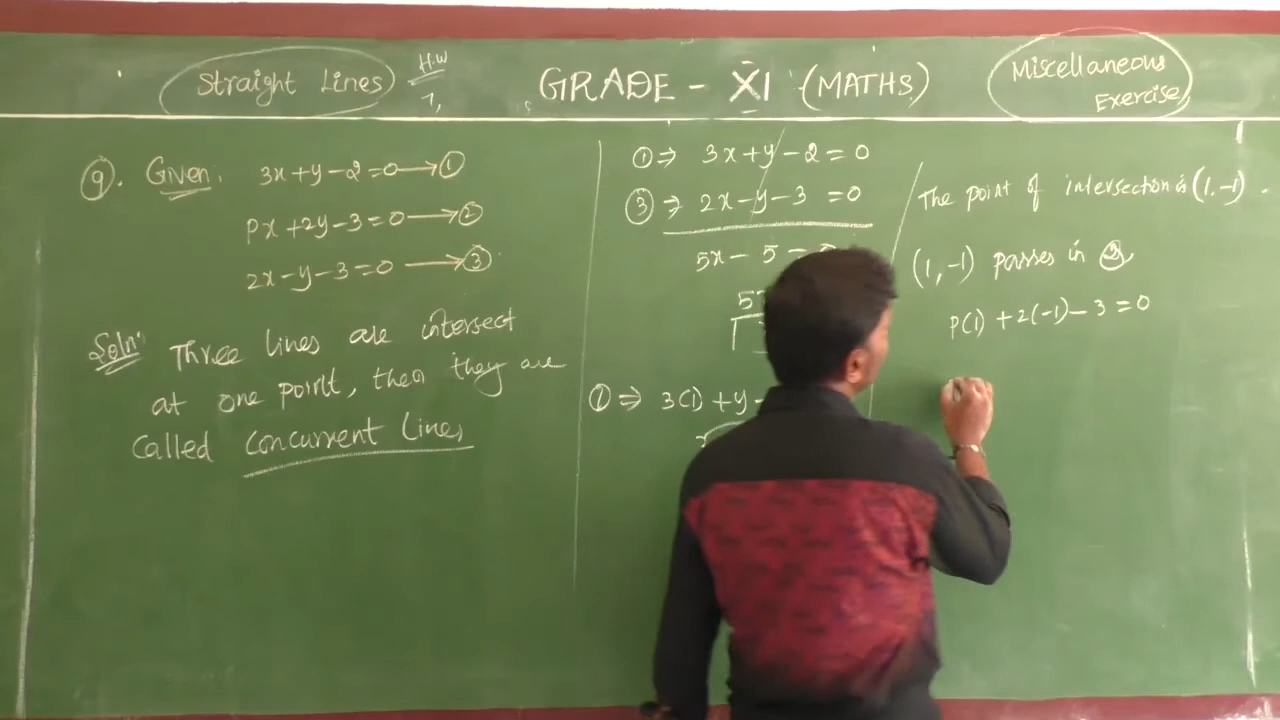 Straight Lines
H.W
7,
GRADE - XI (MATHS)
Miscellaneous
Exercise
9. Given:
3x+y-2=0→①
Px+2y-3=0→②
2x-y-3=0→③
Soln: Three lines are intersect
at one point, then they are
called concurrent lines
①⇒ 3x+y-2=0
③⇒ 2x-y-3=0
5x-5
①⇒ 3(1)+y-
The point of intersection is (1,-1).
(1,-1) passes in ②
P(1)+2(-1)-3=0